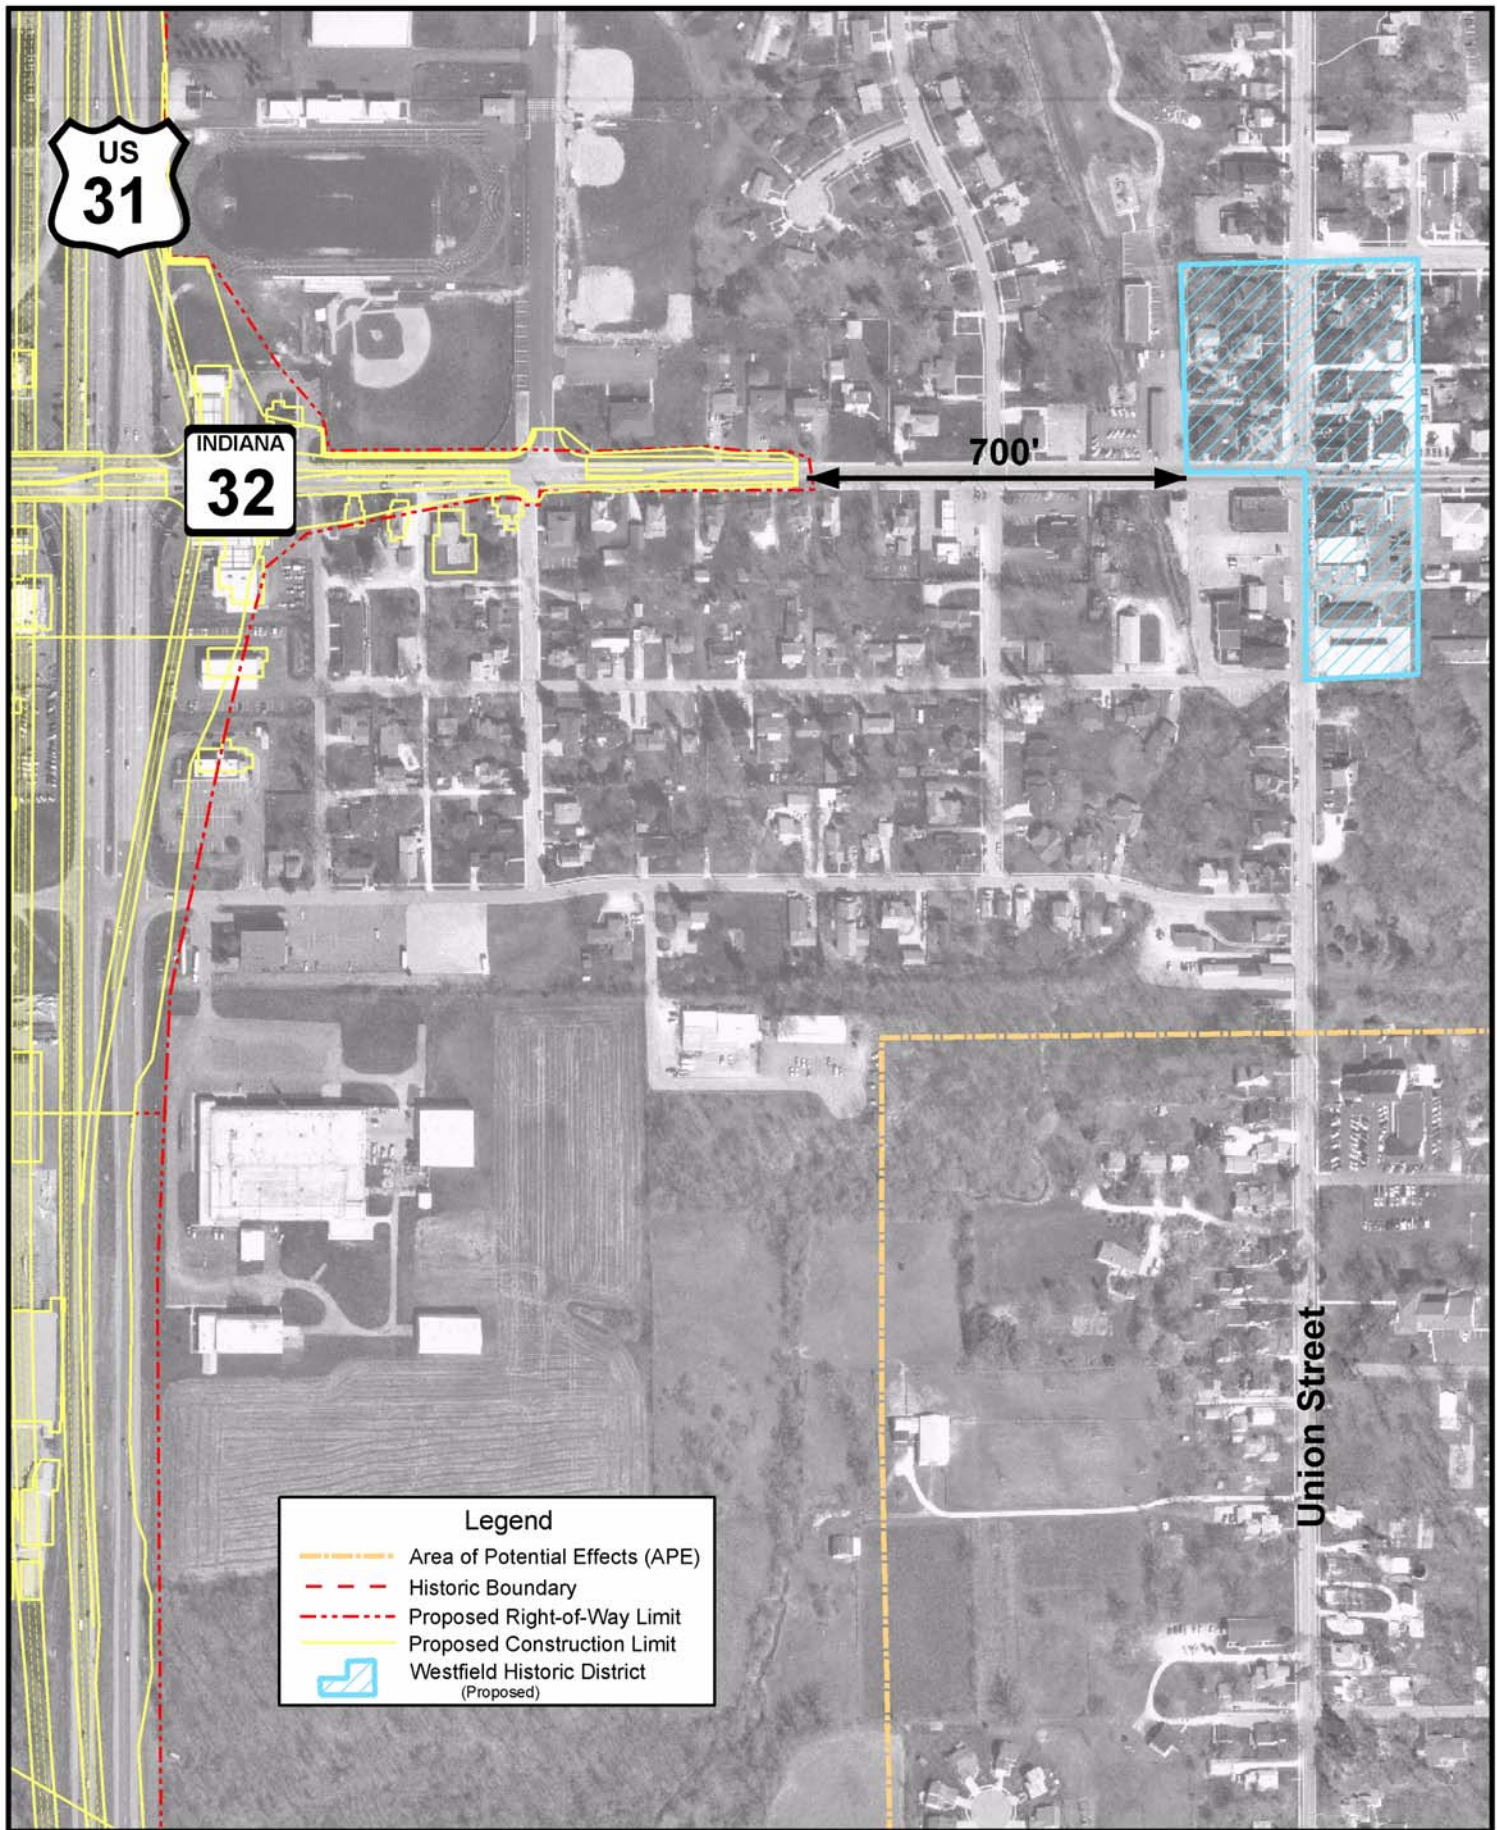 US
31
INDIANA
32
700'
Union Street
Legend
Area of Potential Effects (APE)
Historic Boundary
Proposed Right-of-Way Limit
Proposed Construction Limit
Westfield Historic District
(Proposed)